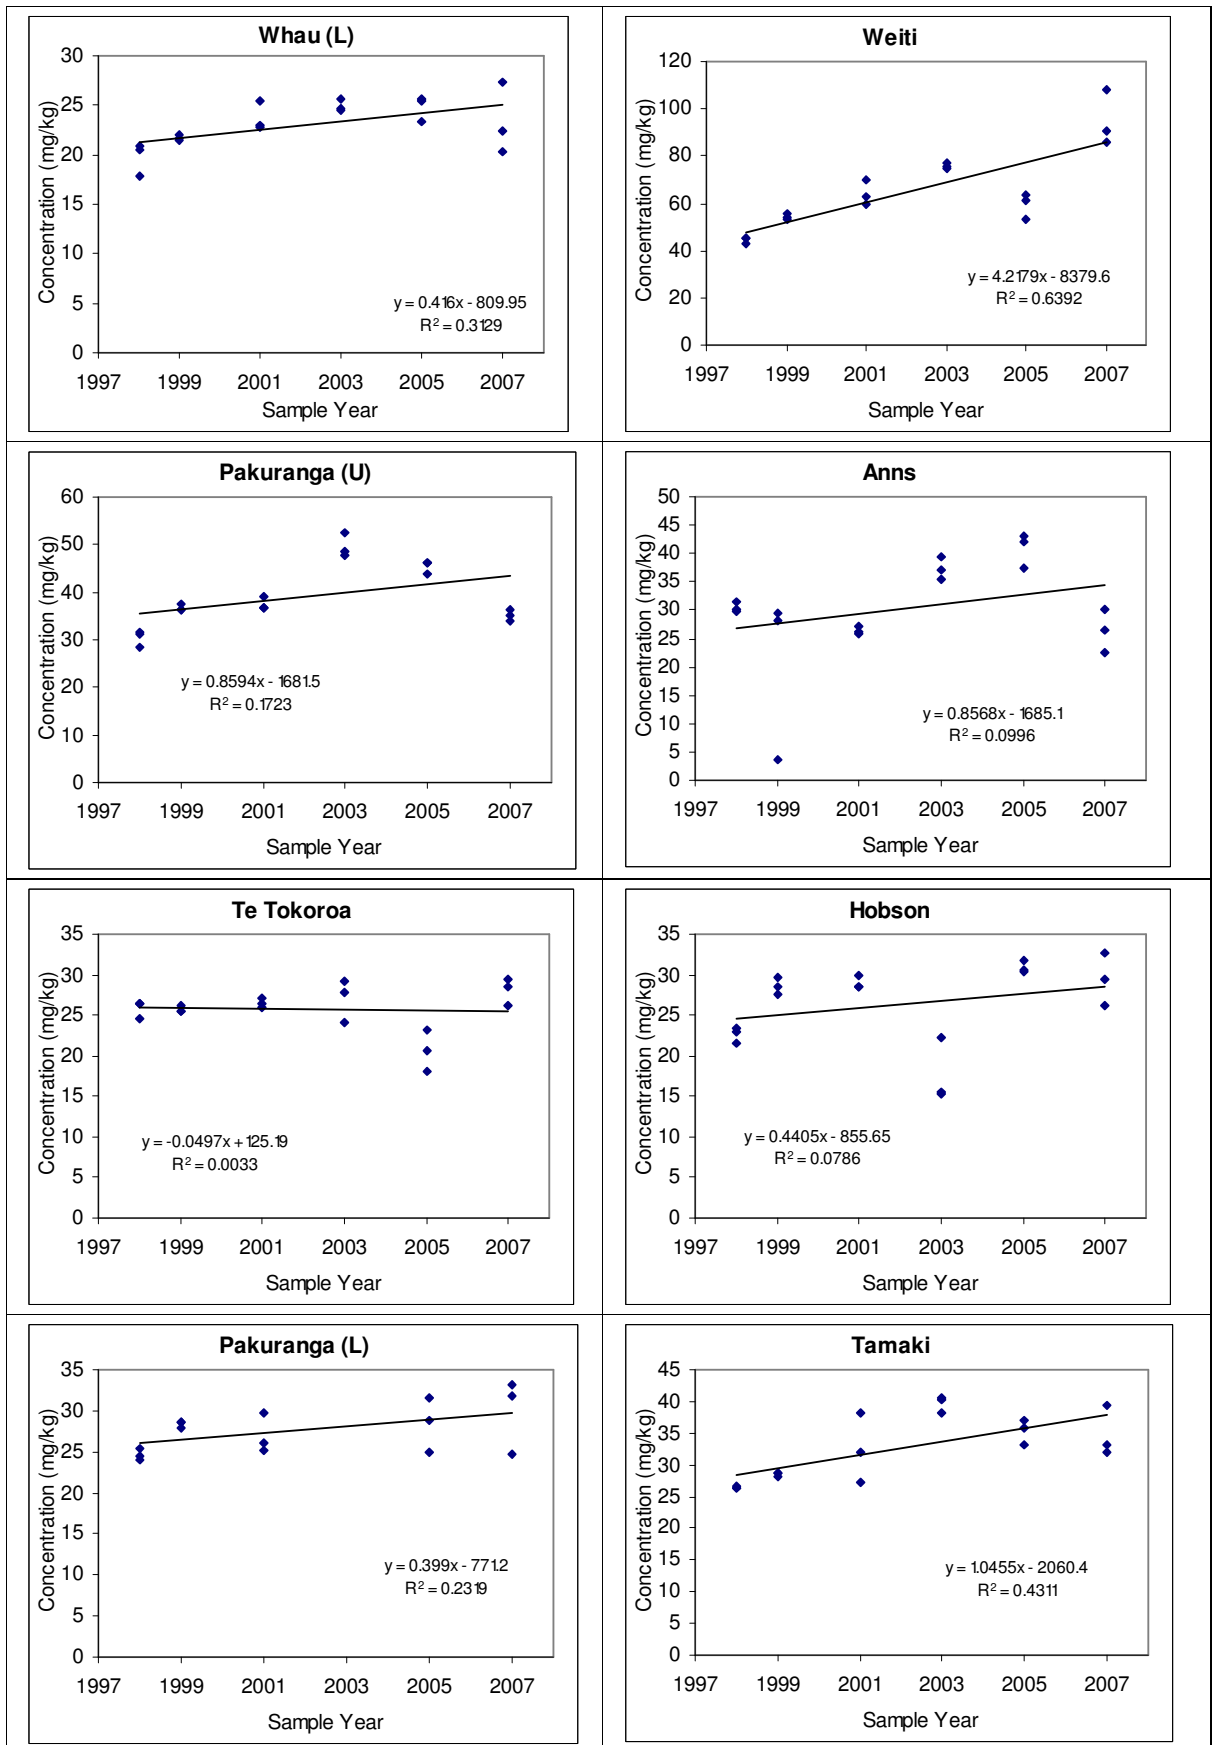 Whau (L)
30
25
20
15
10
5
0
Concentration (mg/kg)
y = 0.416x - 809.95
R² = 0.3129
1997 1999 2001 2003 2005 2007
Sample Year
Weiti
120
100
80
60
40
20
0
Concentration (mg/kg)
y = 4.2179x - 8379.6
R² = 0.6392
1997 1999 2001 2003 2005 2007
Sample Year
Pakuranga (U)
60
50
40
30
20
10
0
Concentration (mg/kg)
y = 0.8594x - 1681.5
R² = 0.1723
1997 1999 2001 2003 2005 2007
Sample Year
Anns
50
45
40
35
30
25
20
15
10
5
0
Concentration (mg/kg)
y = 0.8568x - 1685.1
R² = 0.0996
1997 1999 2001 2003 2005 2007
Sample Year
Te Tokoroa
35
30
25
20
15
10
5
0
Concentration (mg/kg)
y = -0.0497x + 125.19
R² = 0.0033
1997 1999 2001 2003 2005 2007
Sample Year
Hobson
35
30
25
20
15
10
5
0
Concentration (mg/kg)
y = 0.4405x - 855.65
R² = 0.0786
1997 1999 2001 2003 2005 2007
Sample Year
Pakuranga (L)
35
30
25
20
15
10
5
0
Concentration (mg/kg)
y = 0.399x - 771.2
R² = 0.2319
1997 1999 2001 2003 2005 2007
Sample Year
Tamaki
45
40
35
30
25
20
15
10
5
0
Concentration (mg/kg)
y = 1.0455x - 2060.4
R² = 0.4311
1997 1999 2001 2003 2005 2007
Sample Year